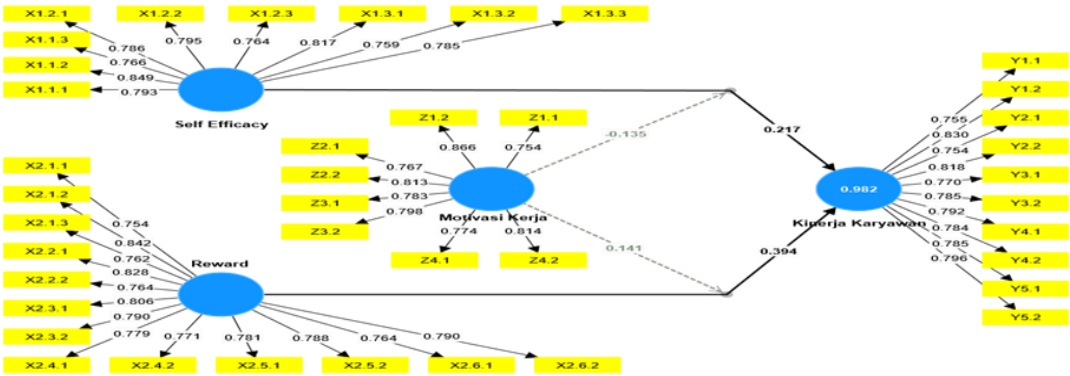 X1.2.1 X1.2.2 X1.2.3 X1.3.1 X1.3.2 X1.3.3
X1.1.3
X1.1.2
X1.1.1
0.786 0.795 0.764 0.817 0.759 0.785
0.766
0.849
0.793
Self Efficacy
Z1.2 Z1.1
Z2.1
Z2.2
Z3.1
Z3.2
0.866 0.754
0.767
0.813
0.783
0.798
Motivasi Kerja
0.774 0.814
Z4.1 Z4.2
-0.135
0.141
0.217
0.394
0.982
Kinerja Karyawan
X2.1.1
X2.1.2
X2.1.3
X2.2.1
X2.2.2
X2.3.1
X2.3.2
X2.4.1 X2.4.2 X2.5.1 X2.5.2 X2.6.1 X2.6.2
0.754
0.842
0.762
0.828
0.764
0.806
0.790
0.779 0.771 0.781 0.788 0.764 0.790
Reward
Y1.1
Y1.2
Y2.1
Y2.2
Y3.1
Y3.2
Y4.1
Y4.2
Y5.1
Y5.2
0.755
0.830
0.754
0.818
0.770
0.785
0.792
0.784
0.785
0.796